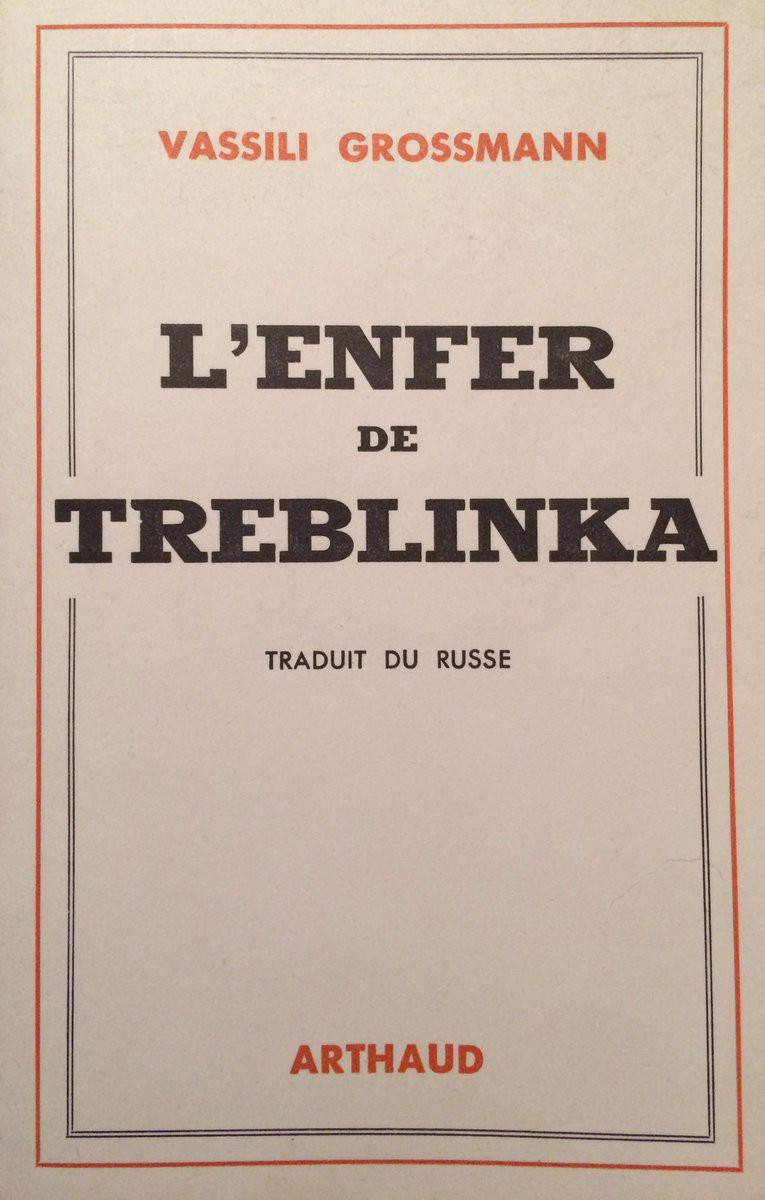 VASSILI GROSSMANN
L'ENFER
DE
TREBLINKA
TRADUIT DU RUSSE
ARTHAUD